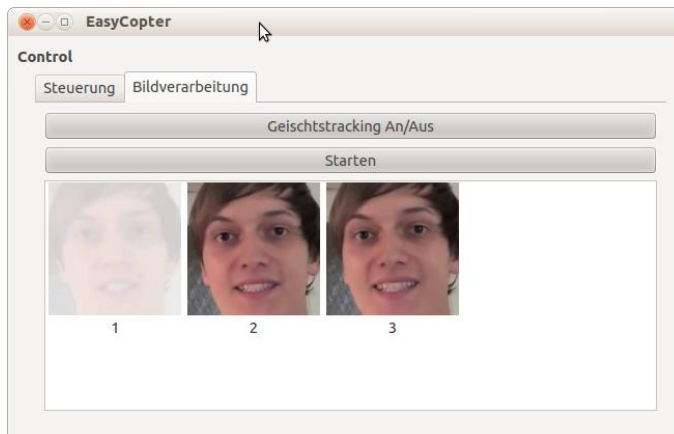 EasyCopter
Control
Steuerung Bildverarbeitung
Geischtstracking An/Aus
Starten
1 2 3